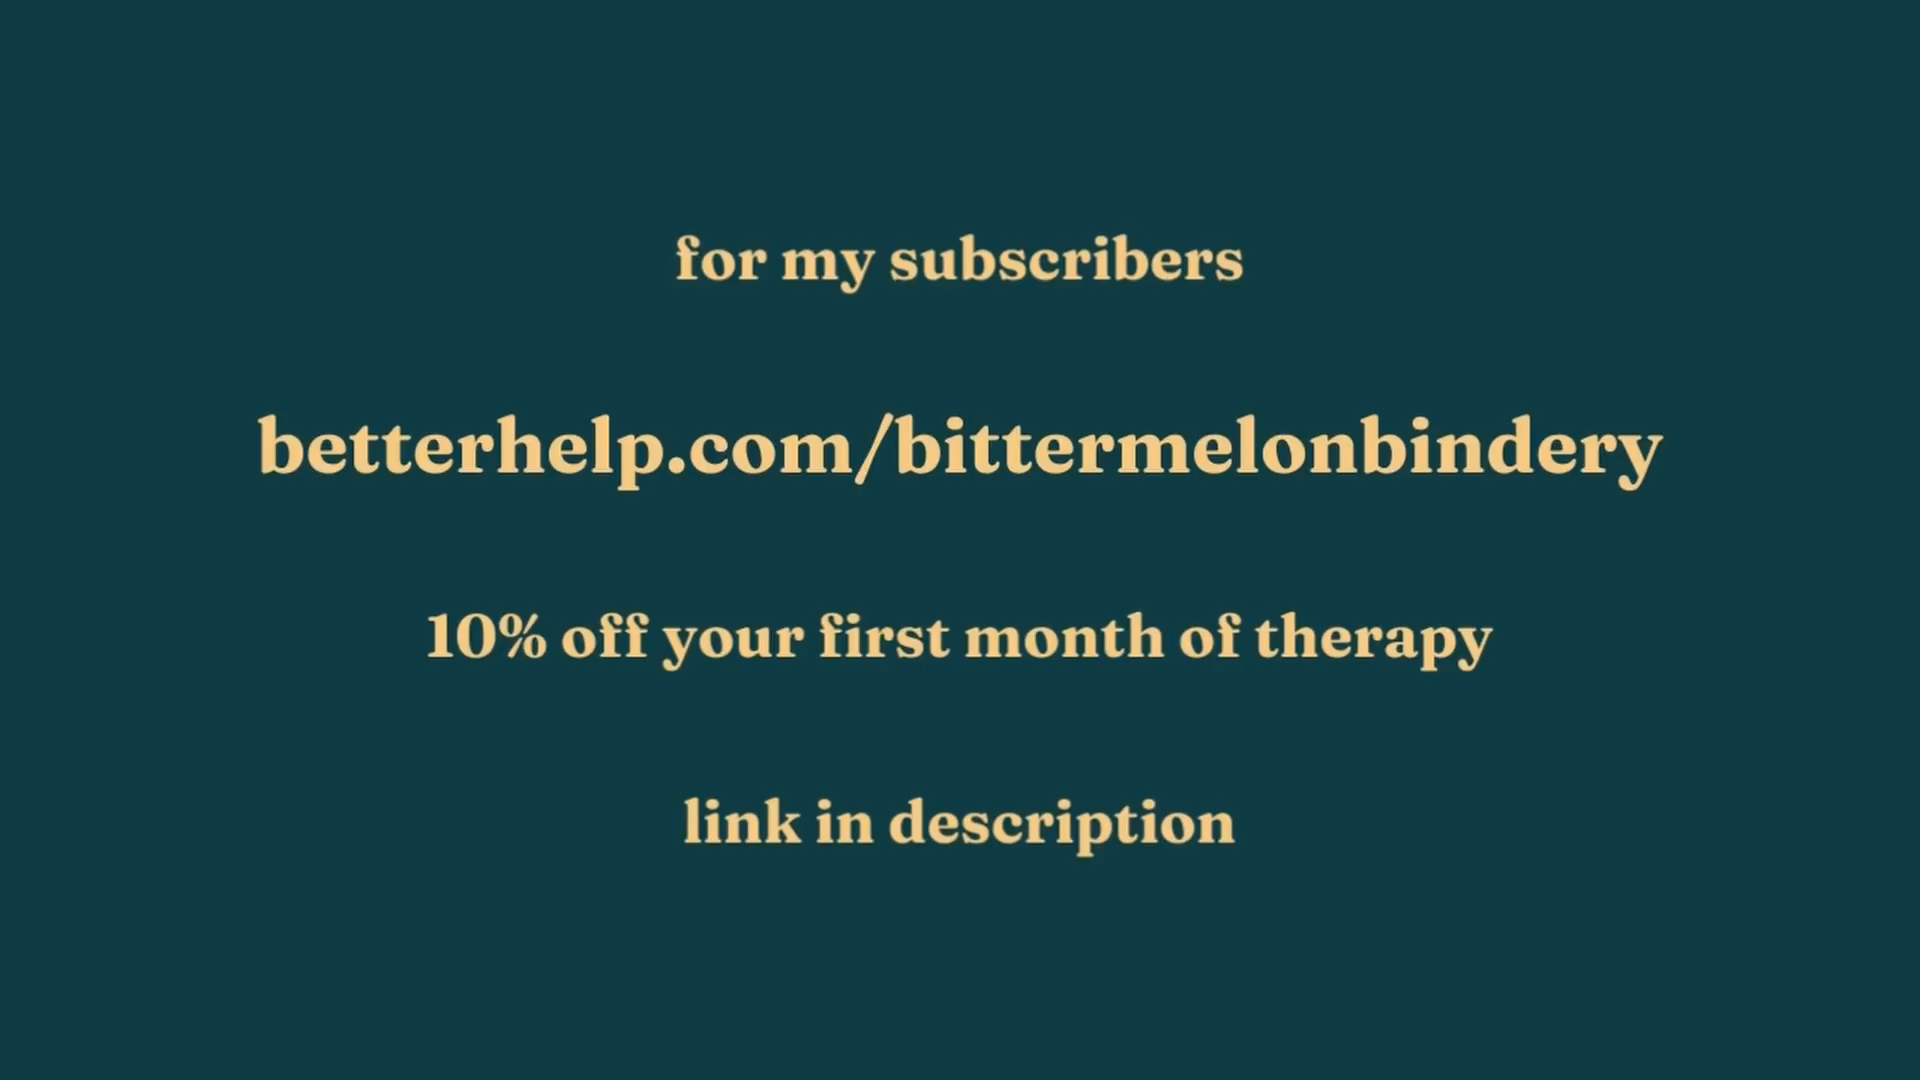 for my subscribers
betterhelp.com/bittermelonbindery
10% off your first month of therapy
link in description